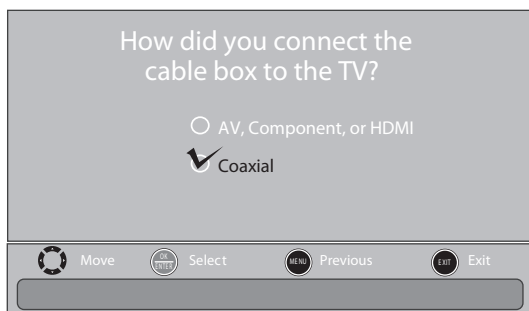 How did you connect the
cable box to the TV?
AV, Component, or HDMI
Coaxial
Move OK ENTER Select MENU Previous EXIT Exit